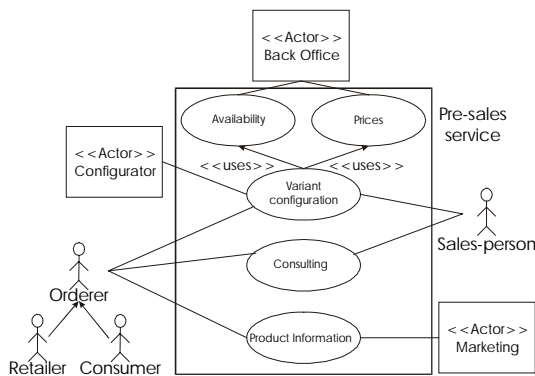 <<Actor>>
Back Office
Pre-sales
service
Availability
Prices
<<Actor>>
Configurator
<<uses>>
<<uses>>
Variant
configuration
Sales-person
Consulting
Orderer
Product Information
<<Actor>>
Marketing
Retailer
Consumer